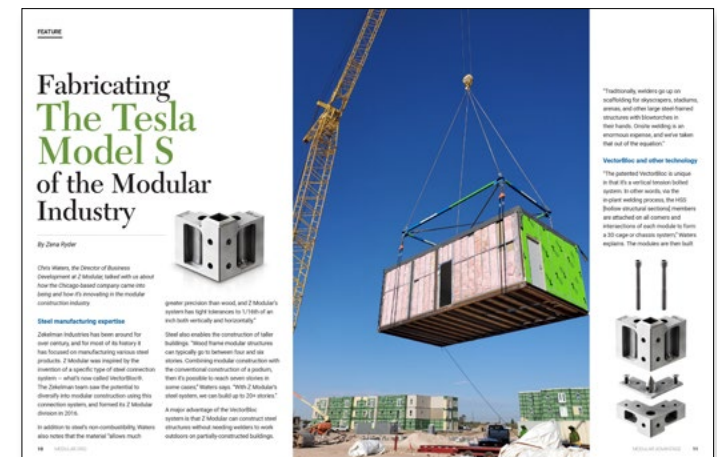 FEATURE
Fabricating
The Tesla
Model S
of the Modular
Industry
By Zena Ryder
Chris Waters, the Director of Business
Development at Z Modular, talked with us about
how the Chicago-based company came into
being and how it's innovating in the modular
construction industry.
Steel manufacturing expertise
Zekelman Industries has been around for
over century, and for most of its history it
has focused on manufacturing various steel
products. Z Modular was inspired by the
invention of a specific type of steel connection
system — what's now called VectorBloc®.
The Zekelman team saw the potential to
diversify into modular construction using this
connection system, and formed its Z Modular
division in 2016.
In addition to steel's non-combustibility, Waters
also notes that the material "allows much
greater precision than wood, and Z Modular's
system has tight tolerances to 1/16th of an
inch both vertically and horizontally."
Steel also enables the construction of taller
buildings. "Wood frame modular structures
can typically go to between four and six
stories. Combining modular construction with
the conventional construction of a podium,
then it's possible to reach seven stories in
some cases," Waters says. "With Z Modular's
steel system, we can build up to 20+ stories."
A major advantage of the VectorBloc
system is that Z Modular can construct steel
structures without needing welders to work
outdoors on partially-constructed buildings.
"Traditionally, welders go up on
scaffolding for skyscrapers, stadiums,
arenas, and other large steel-framed
structures with blowtorches in
their hands. Onsite welding is an
enormous expense, and we've taken
that out of the equation."
VectorBloc and other technology
"The patented VectorBloc is unique
in that it's a vertical tension bolted
system. In other words, via the
in-plant welding process, the HSS
[hollow structural sections] members
are attached on all corners and
intersections of each module to form
a 3D cage or chassis system," Waters
explains. The modules are then built
10 MODULAR.ORG
MODULAR ADVANTAGE 11